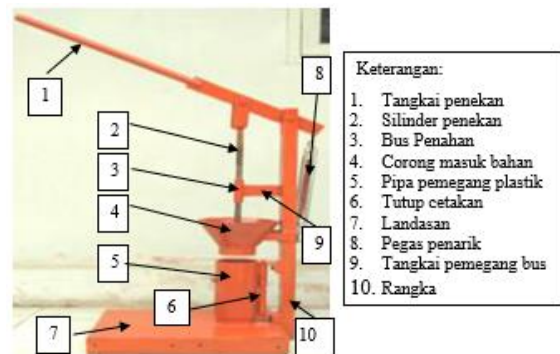 1
2
3
4
5
6
7
8
9
10
Keterangan:
1. Tangkai penekan
2. Silinder penekan
3. Bus Penahan
4. Corong masuk bahan
5. Pipa pemegang plastik
6. Tutup cetakan
7. Landasan
8. Pegas penarik
9. Tangkai pemegang bus
10. Rangka